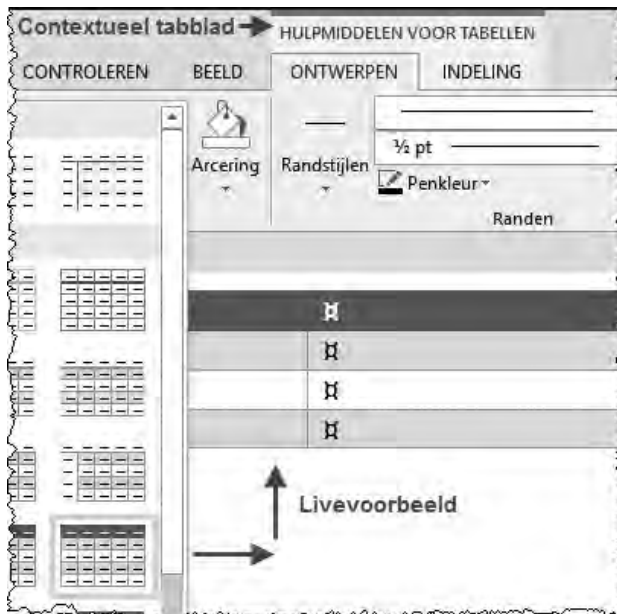 Contextueel tabblad
HULPMIDDELEN VOOR TABELLEN
CONTROLEREN BEELD ONTWERPEN INDELING
Arcering
Randstijlen
½ pt
Penkleur
Randen
¤
¤
¤
¤
Livevoorbeeld